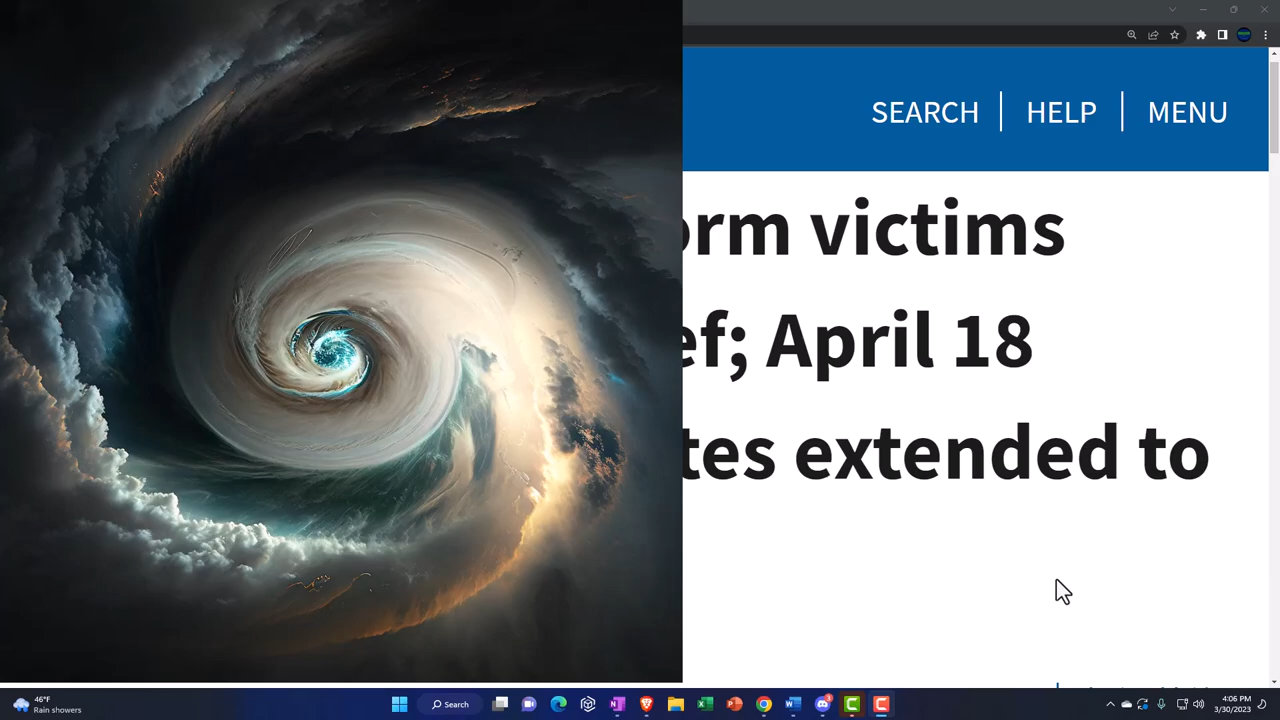 SEARCH HELP MENU
orm victims
ef; April 18
tes extended to
46°F
Rain showers
Search
3
4:06 PM
3/30/2023